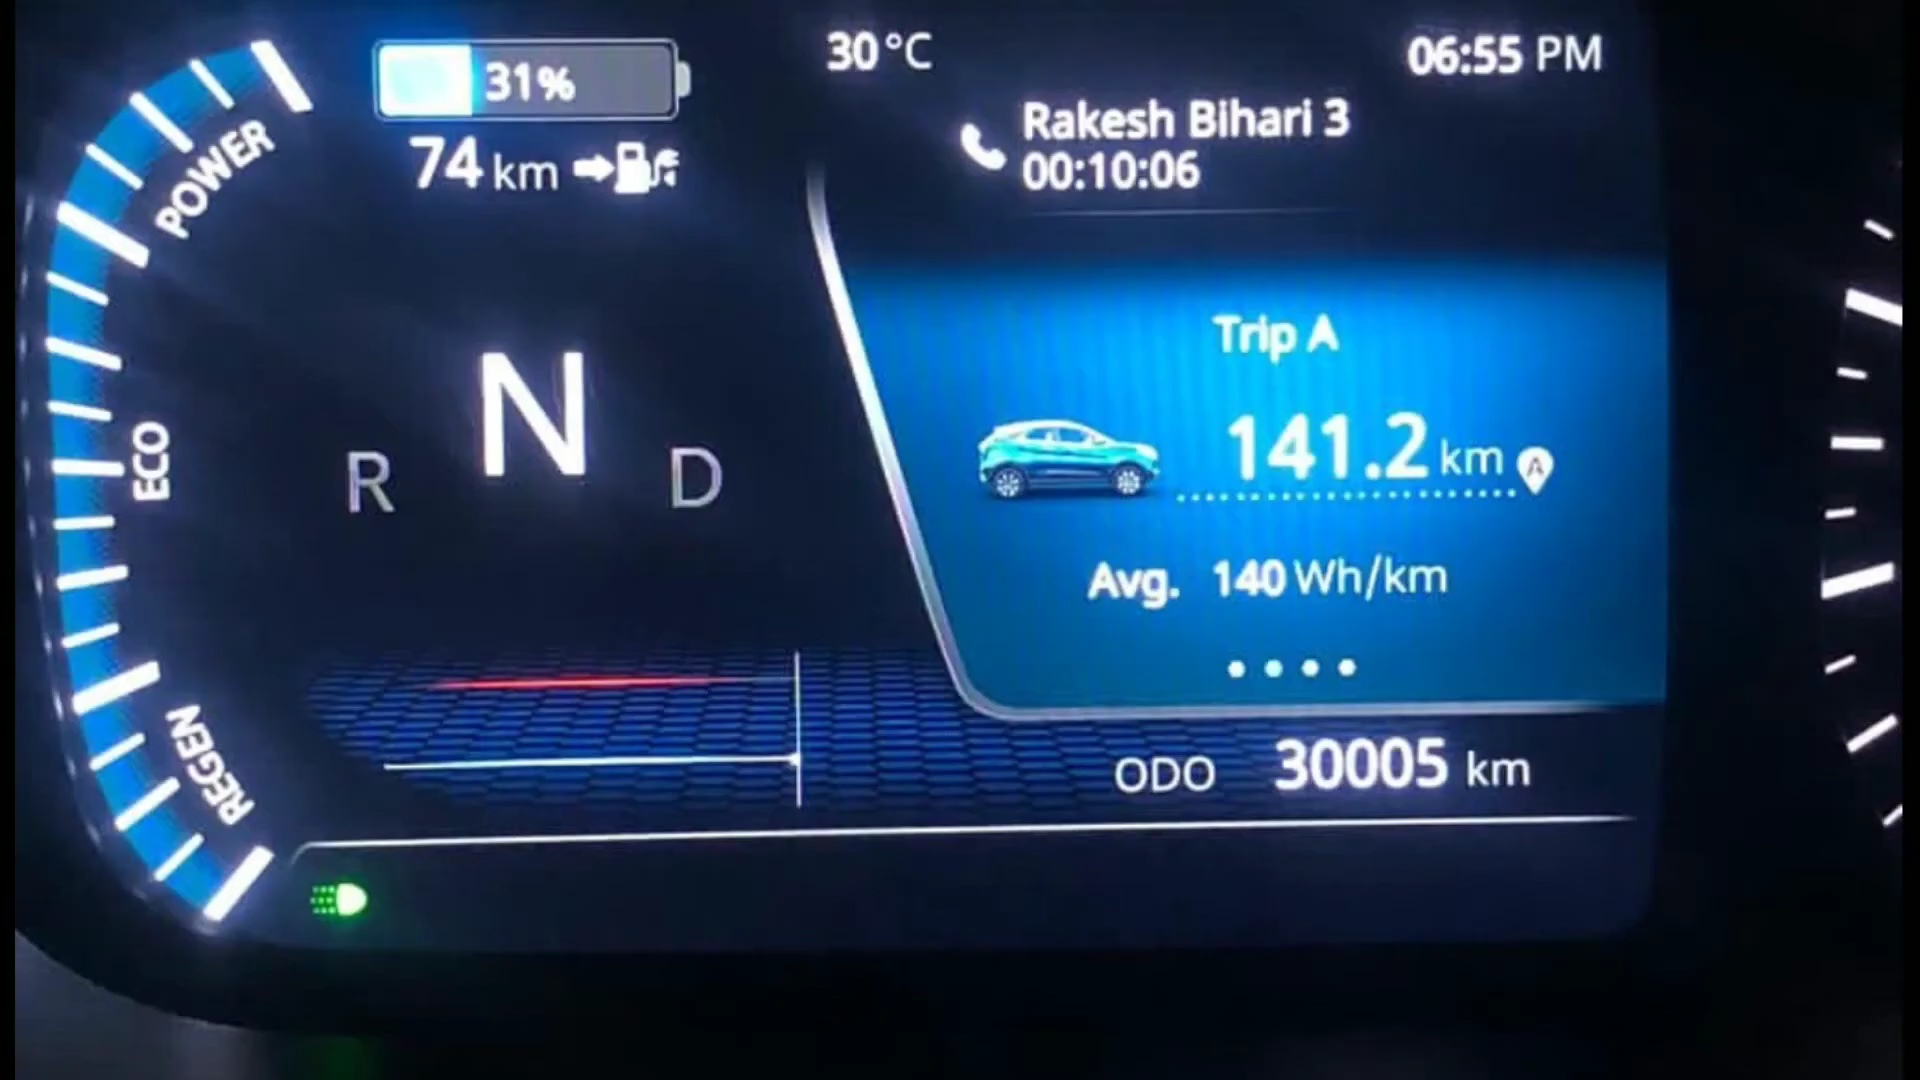 31%
74 km
30°C
06:55 PM
Rakesh Bihari 3
00:10:06
POWER
ECO
REGEN
R N D
Trip A
141.2 km A
Avg. 140 Wh/km
ODO 30005 km